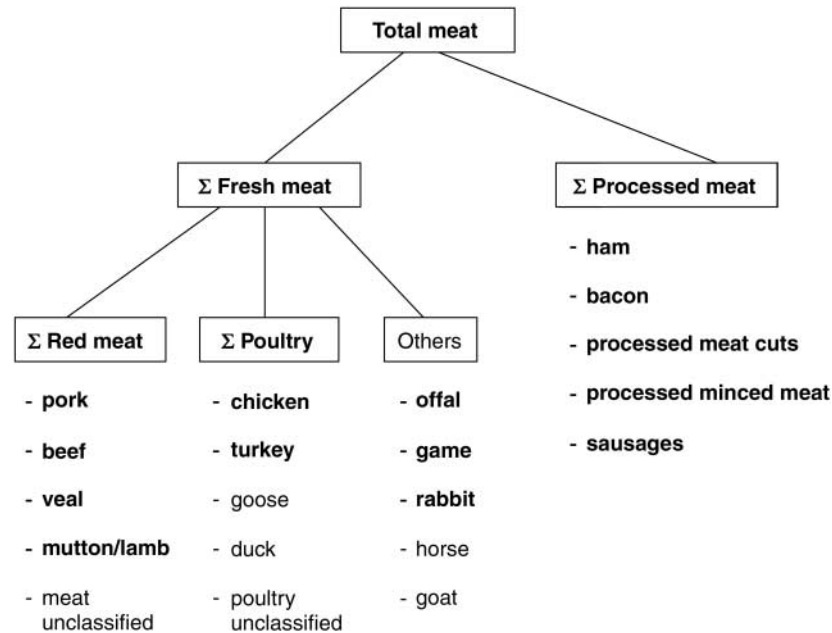 Total meat
Σ Fresh meat
Σ Processed meat
- ham
- bacon
- processed meat cuts
- processed minced meat
- sausages
Σ Red meat
- pork
- beef
- veal
- mutton/lamb
- meat
unclassified
Σ Poultry
- chicken
- turkey
- goose
- duck
- poultry
unclassified
Others
- offal
- game
- rabbit
- horse
- goat